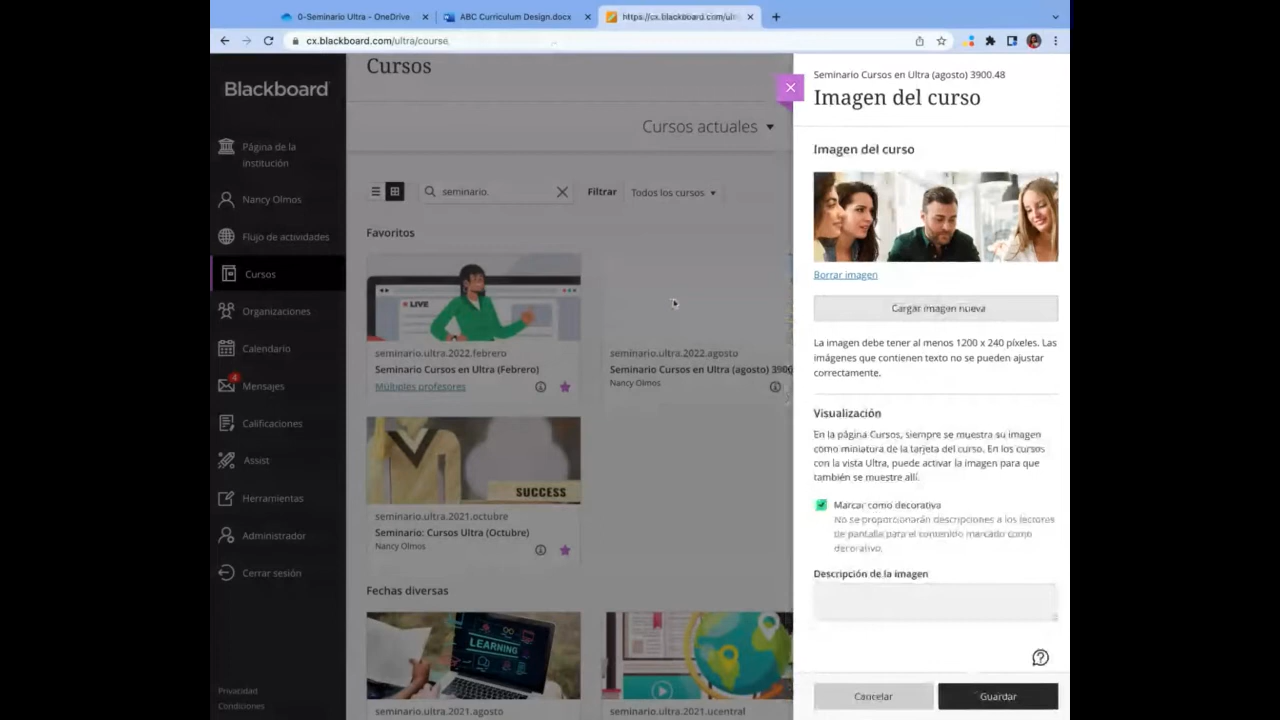 0-Seminario Ultra - OneDrive
ABC Curriculum Design.docx
https://cx.blackboard.com/ult
cx.blackboard.com/ultra/course
Blackboard
Página de la
institución
Nancy Olmos
Flujo de actividades
Cursos
Organizaciones
Calendario
4
Mensajes
Calificaciones
Assist
Herramientas
Administrador
Cerrar sesión
Privacidad
Condiciones
Cursos
Cursos actuales
seminario.
Filtrar
Todos los cursos
Favoritos
LIVE
seminario.ultra.2022.febrero
Seminario Cursos en Ultra (Febrero)
Múltiples profesores
seminario.ultra.2022.agosto
Seminario Cursos en Ultra (agosto) 3900
Nancy Olmos
SUCCESS
seminario.ultra.2021.octubre
Seminario: Cursos Ultra (Octubre)
Nancy Olmos
Fechas diversas
LEARNING
seminario.ultra.2021.agosto
seminario.ultra.2021.ucentral
Seminario Cursos en Ultra (agosto) 3900.48
Imagen del curso
Imagen del curso
Borrar imagen
Cargar imagen nueva
La imagen debe tener al menos 1200 x 240 píxeles. Las
imágenes que contienen texto no se pueden ajustar
correctamente.
Visualización
En la página Cursos, siempre se muestra su imagen
como miniatura de la tarjeta del curso. En los cursos
con la vista Ultra, puede activar la imagen para que
también se muestre allí.
Marcar como decorativa
No se proporcionarán descripciones a los lectores
de pantalla para el contenido marcado como
decorativo.
Descripción de la imagen
Cancelar
Guardar